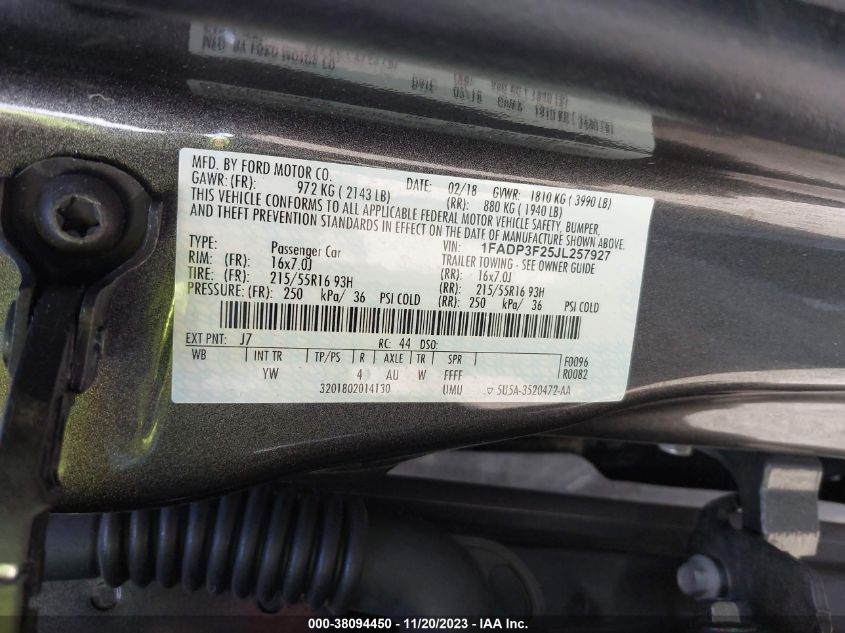 MFD. BY FORD MOTOR CO.
DATE: 02/18 GVWR: 1810 KG ( 3990 LB)
GAWR: (FR): 972 KG ( 2143 LB) (RR): 880 KG ( 1940 LB)
THIS VEHICLE CONFORMS TO ALL APPLICABLE FEDERAL MOTOR VEHICLE SAFETY, BUMPER,
AND THEFT PREVENTION STANDARDS IN EFFECT ON THE DATE OF MANUFACTURE SHOWN ABOVE.
VIN: 1FADP3F25JL257927
TYPE: Passenger Car TRAILER TOWING - SEE OWNER GUIDE
RIM: (FR): 16x7.0J (RR): 16x7.0J
TIRE: (FR): 215/55R16 93H (RR): 215/55R16 93H
PRESSURE: (FR): 250 kPa/ 36 PSI COLD (RR): 250 kPa/ 36 PSI COLD
EXT PNT: J7 RC: 44 DSO: F0096
WB INT TR TP/PS R AXLE TR SPR R0082
YW 4 AU W FFFF
3201802014130 UMU ▽ 5U5A-3520472-AA
000-38094450 - 11/20/2023 - IAA Inc.